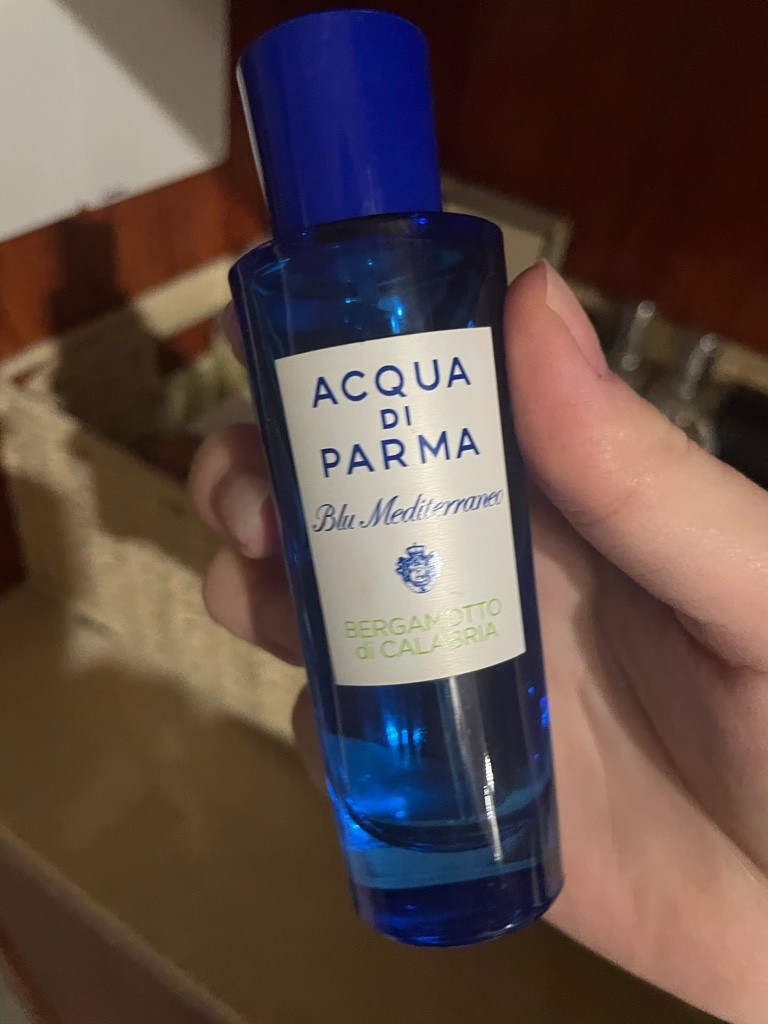 ACQUA
DI
PARMA
Blu Mediterraneo
BERGAMOTTO
di CALABRIA